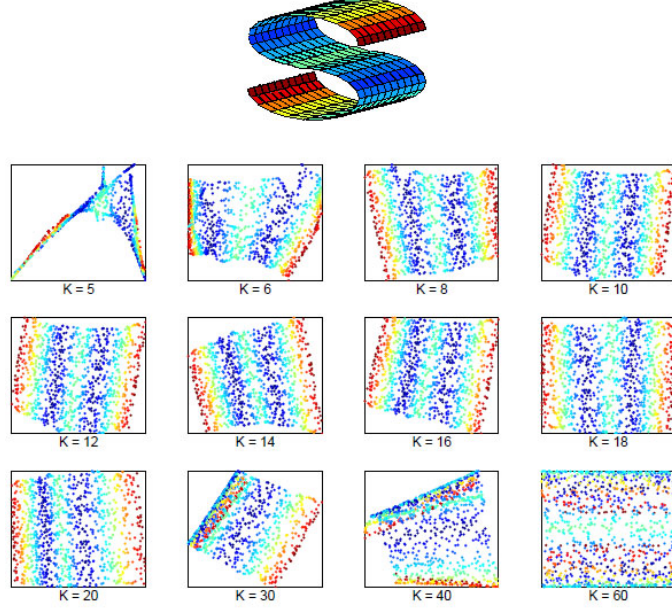 K = 5
K = 6
K = 8
K = 10
K = 12
K = 14
K = 16
K = 18
K = 20
K = 30
K = 40
K = 60